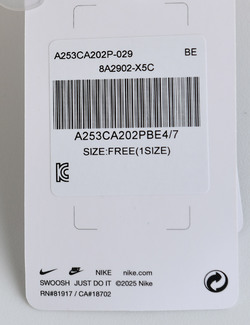 A253CA202P-029 BE
8A2902-X5C
A253CA202PBE4/7
SIZE:FREE(1SIZE)
NIKE nike.com
SWOOSH JUST DO IT ©2025 Nike
RN#81917 / CA#18702